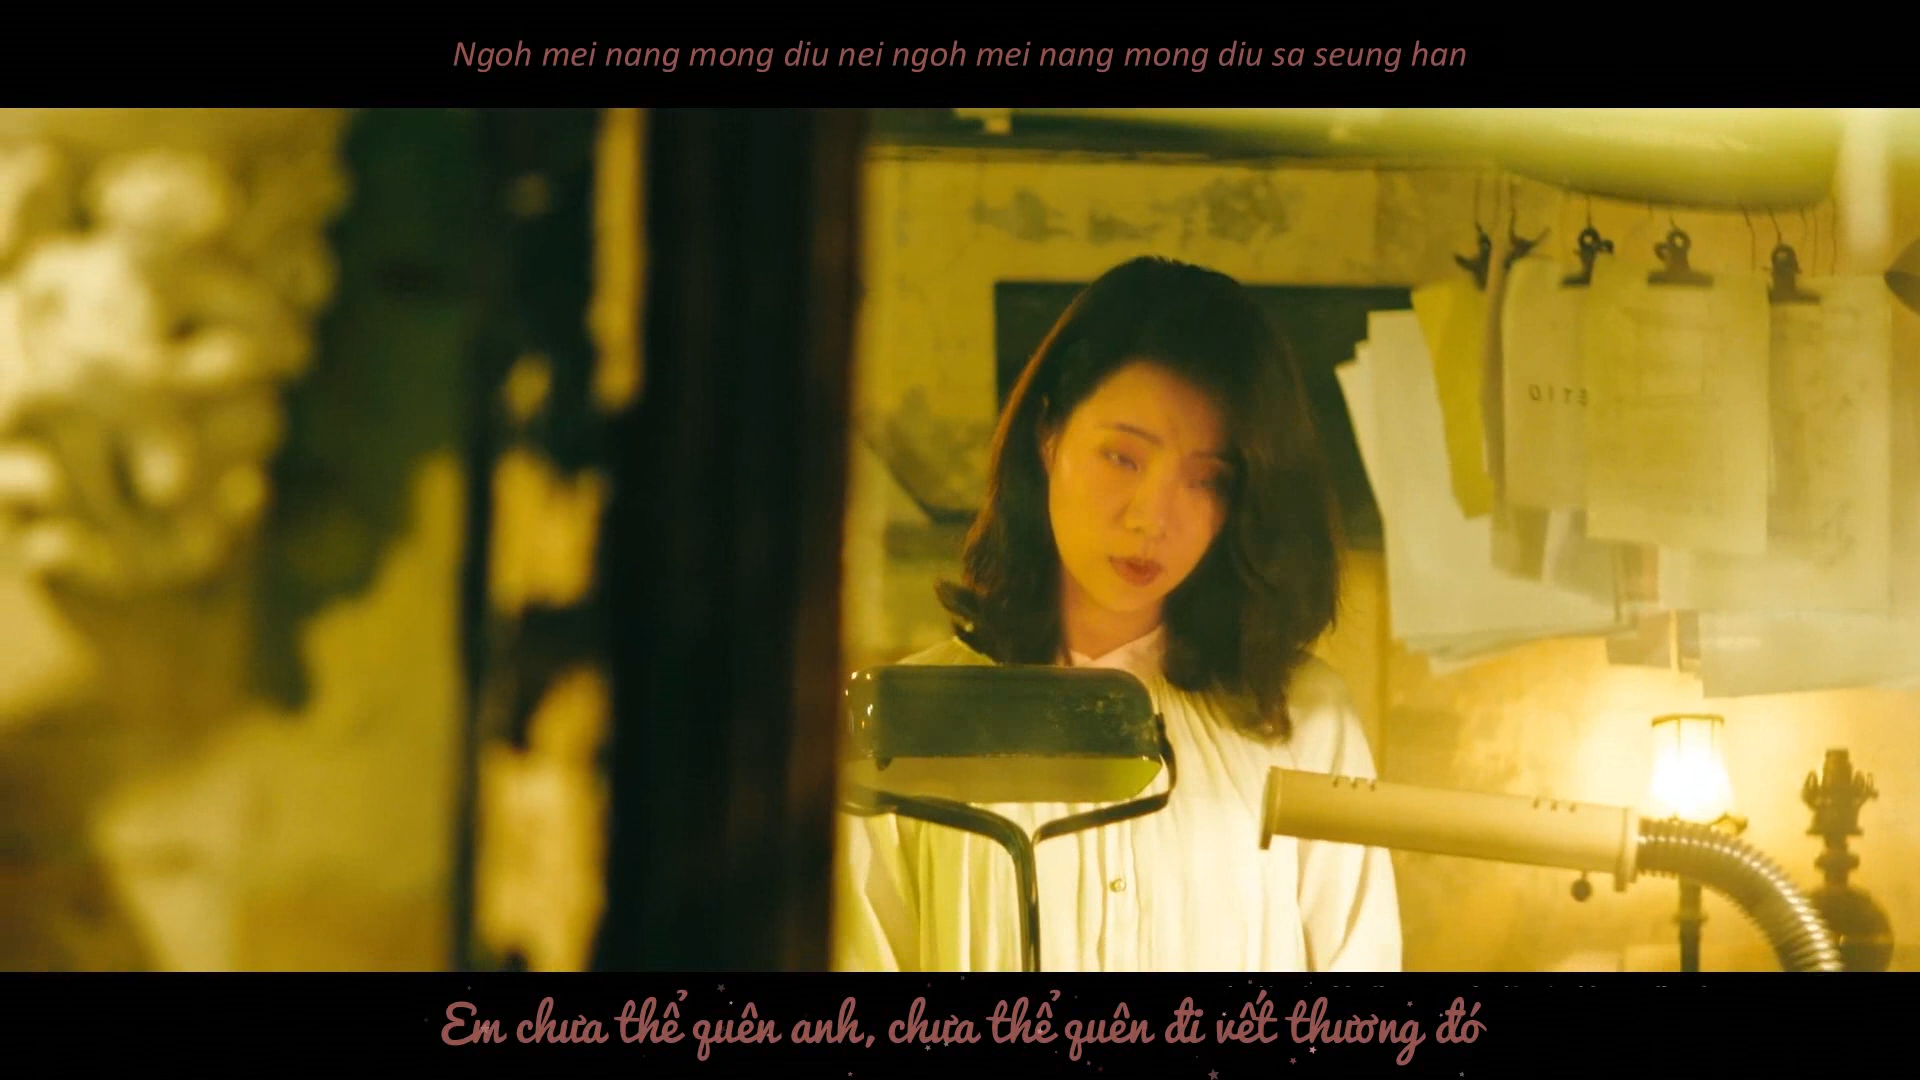 Ngoh mei nang mong diu nei ngoh mei nang mong diu sa seung han
Em chưa thể quên anh, chưa thể quên đi vết thương đó